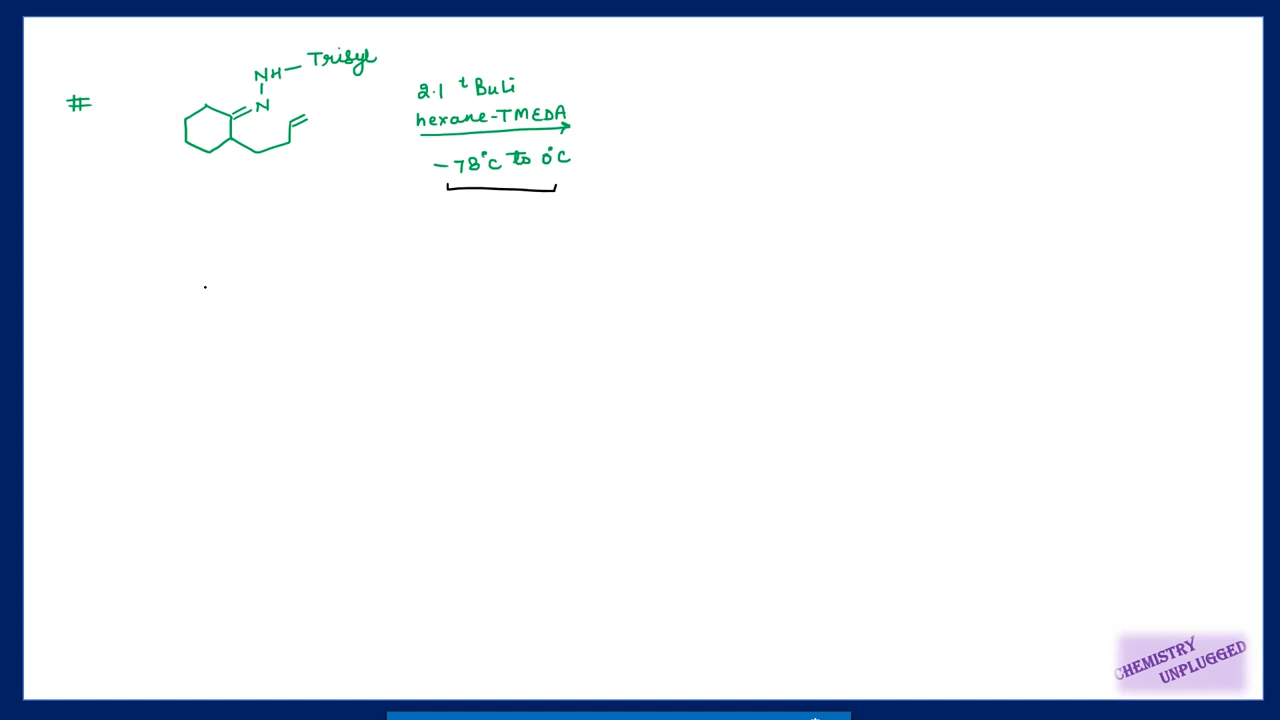 #
NH — Trisyl
N
2.1 ᵗBuLi
hexane-TMEDA
-78°C to 0°C
CHEMISTRY
UNPLUGGED